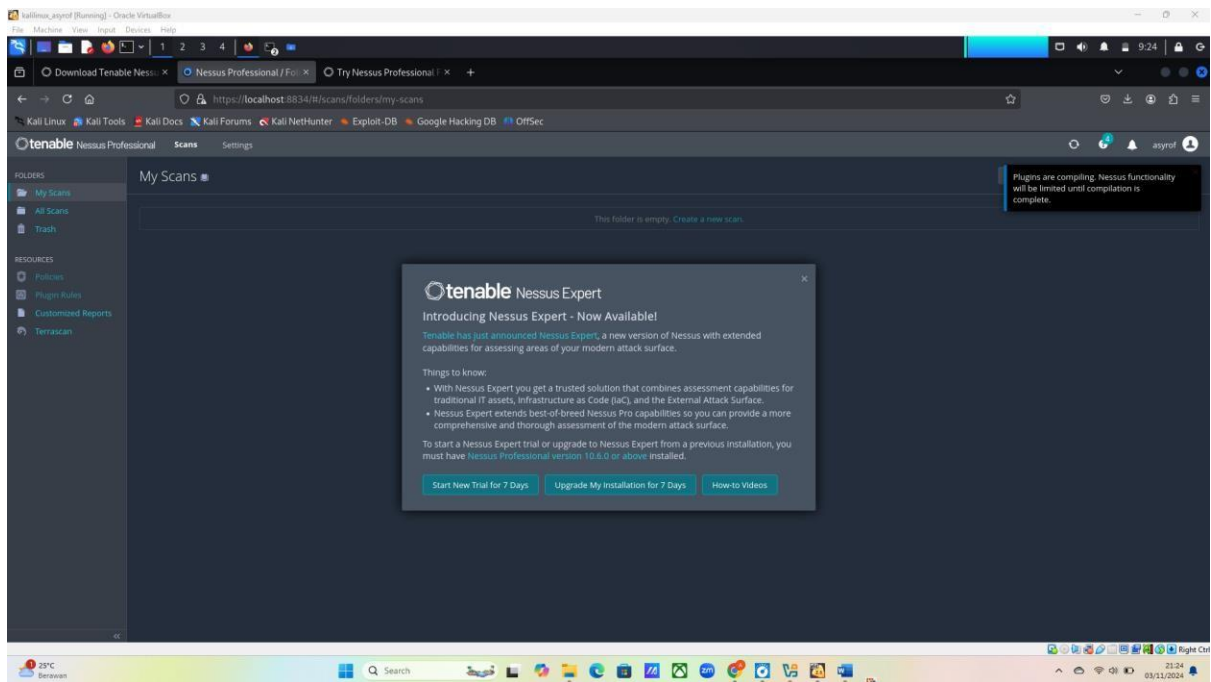 kalilinux_asyrof [Running] - Oracle VirtualBox
File Machine View Input Devices Help
1 2 3 4
9:24
Download Tenable Nessu
Nessus Professional / Fol
Try Nessus Professional F
https://localhost:8834/#/scans/folders/my-scans
Kali Linux Kali Tools Kali Docs Kali Forums Kali NetHunter Exploit-DB Google Hacking DB OffSec
tenable Nessus Professional Scans Settings
asyrof
FOLDERS
My Scans
All Scans
Trash
RESOURCES
Policies
Plugin Rules
Customized Reports
Terrascan
My Scans
Plugins are compiling. Nessus functionality
will be limited until compilation is
complete.
This folder is empty. Create a new scan.
tenable Nessus Expert
Introducing Nessus Expert - Now Available!
Tenable has just announced Nessus Expert, a new version of Nessus with extended
capabilities for assessing areas of your modern attack surface.
Things to know:
• With Nessus Expert you get a trusted solution that combines assessment capabilities for
traditional IT assets, Infrastructure as Code (IaC), and the External Attack Surface.
• Nessus Expert extends best-of-breed Nessus Pro capabilities so you can provide a more
comprehensive and thorough assessment of the modern attack surface.
To start a Nessus Expert trial or upgrade to Nessus Expert from a previous installation, you
must have Nessus Professional version 10.6.0 or above installed.
Start New Trial for 7 Days
Upgrade My Installation for 7 Days
How-to Videos
Right Ctrl
25°C
Berawan
Search
21:24
03/11/2024